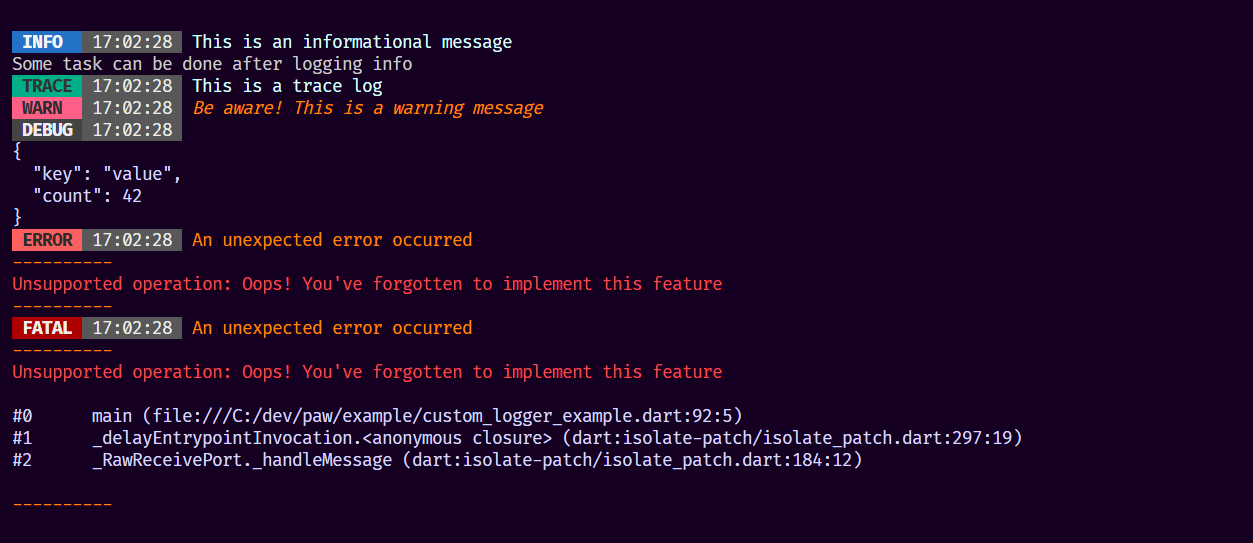 INFO 17:02:28 This is an informational message
Some task can be done after logging info
TRACE 17:02:28 This is a trace log
WARN 17:02:28 Be aware! This is a warning message
DEBUG 17:02:28
{
  "key": "value",
  "count": 42
}
ERROR 17:02:28 An unexpected error occurred
----------
Unsupported operation: Oops! You've forgotten to implement this feature
----------
FATAL 17:02:28 An unexpected error occurred
----------
Unsupported operation: Oops! You've forgotten to implement this feature
#0      main (file:///C:/dev/paw/example/custom_logger_example.dart:92:5)
#1      _delayEntrypointInvocation.<anonymous closure> (dart:isolate-patch/isolate_patch.dart:297:19)
#2      _RawReceivePort._handleMessage (dart:isolate-patch/isolate_patch.dart:184:12)
----------